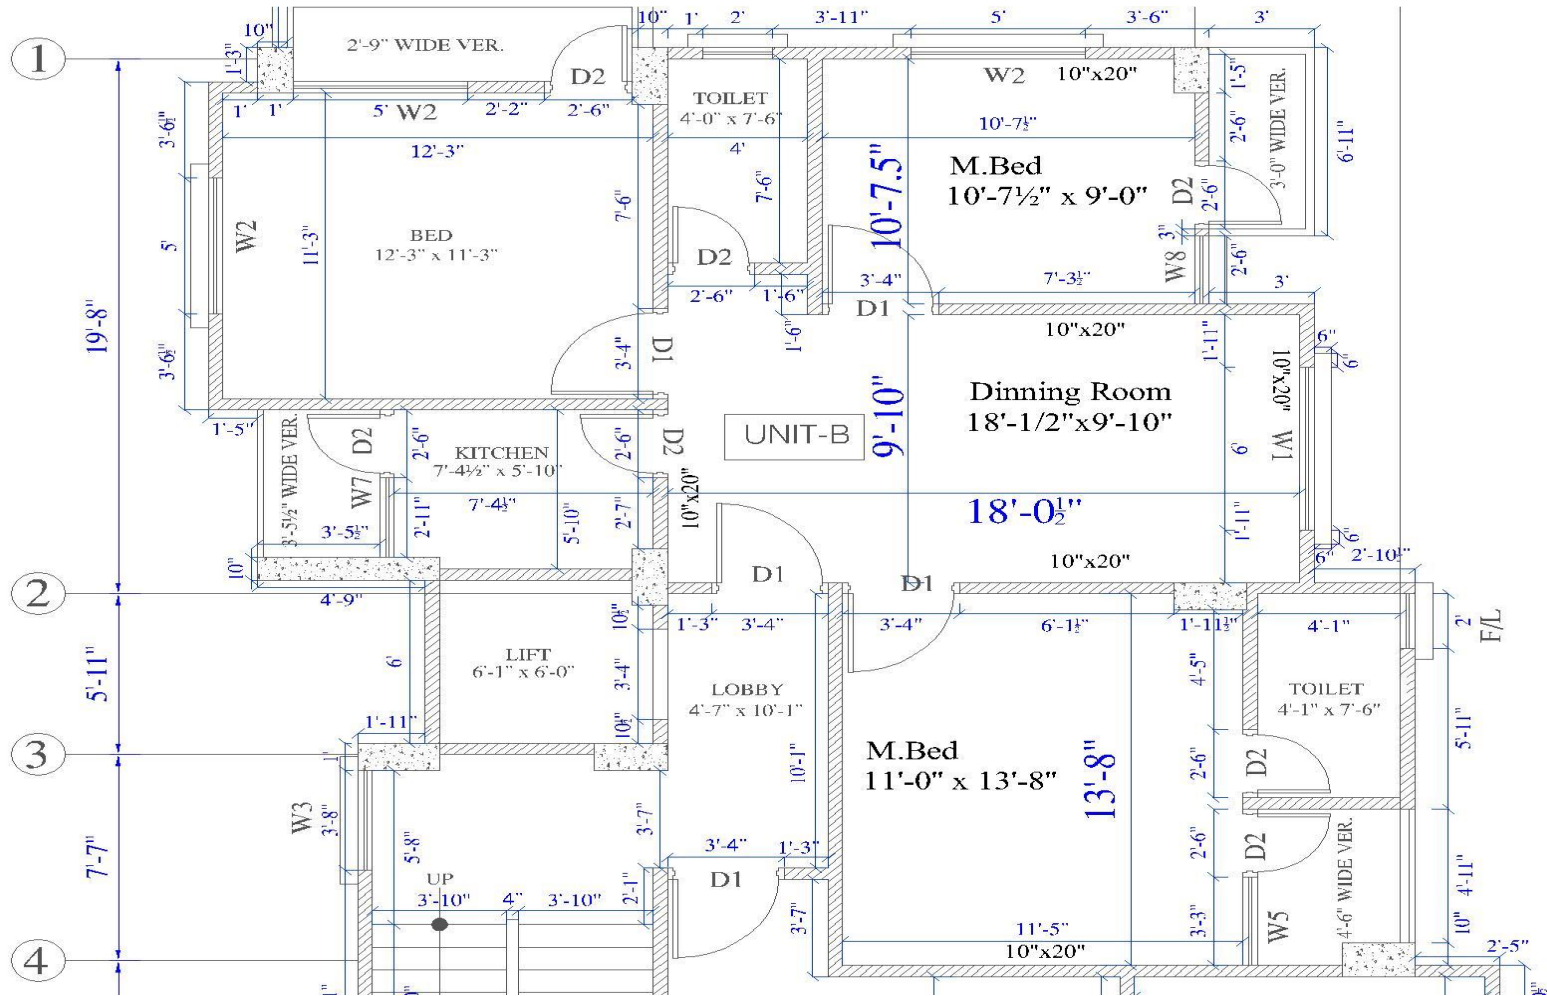 10" 1' 2' 3'-11" 5' 3'-6" 3'
10"
1
2'-9" WIDE VER.
1'-3"
D2
W2
10"x20"
1'-5"
1' 1' 5' 2'-2" 2'-6"
W2
TOILET
4'-0" x 7'-6"
3'-6½"
12'-3"
4'
10'-7½"
2'-6"
3'-0" WIDE VER.
6'-11"
M.Bed
10'-7½" x 9'-0"
10'-7.5"
7'-6"
7'-6"
D2
2'-6"
W2
5'
11'-3"
BED
12'-3" x 11'-3"
D2
3"
W8
2'-6"
2'-6" 1'-6"
3'-4" 7'-3½" 3'
D1
19'-8"
1'-6"
10"x20"
1'-11"
6"
6"
3'-6½"
3'-4"
D1
10"x20"
Dinning Room
18'-1/2"x9'-10"
9'-10"
1'-5"
UNIT-B
D2
2'-6"
KITCHEN
7'-4½" x 5'-10"
2'-6"
D2
6'
W1
3'-5½" WIDE VER.
W7
7'-4½"
10"x20"
18'-0½"
3'-5½"
2'-11"
5'-10"
2'-7"
1'-11"
6"
6"
2'-10½"
10"
D1
D1
10"x20"
2
4'-9"
10½"
1'-3" 3'-4" 3'-4" 6'-1½" 1'-11½" 4'-1"
2'
F/L
5'-11"
6'
LIFT
6'-1" x 6'-0"
3'-4"
LOBBY
4'-7" x 10'-1"
4'-5"
TOILET
4'-1" x 7'-6"
5'-11"
1'-11"
10½"
3
1'
10'-1"
M.Bed
11'-0" x 13'-8"
13'-8"
2'-6"
D2
W3
3'-8"
5'-8"
3'-7"
7'-7"
3'-4" 1'-3"
2'-6"
D2
UP
D1
2'-1"
3'-10" 4" 3'-10"
3'-7"
4'-6" WIDE VER.
4'-11"
11'-5"
3'-3"
W5
10"
4
10"x20"
2'-5"